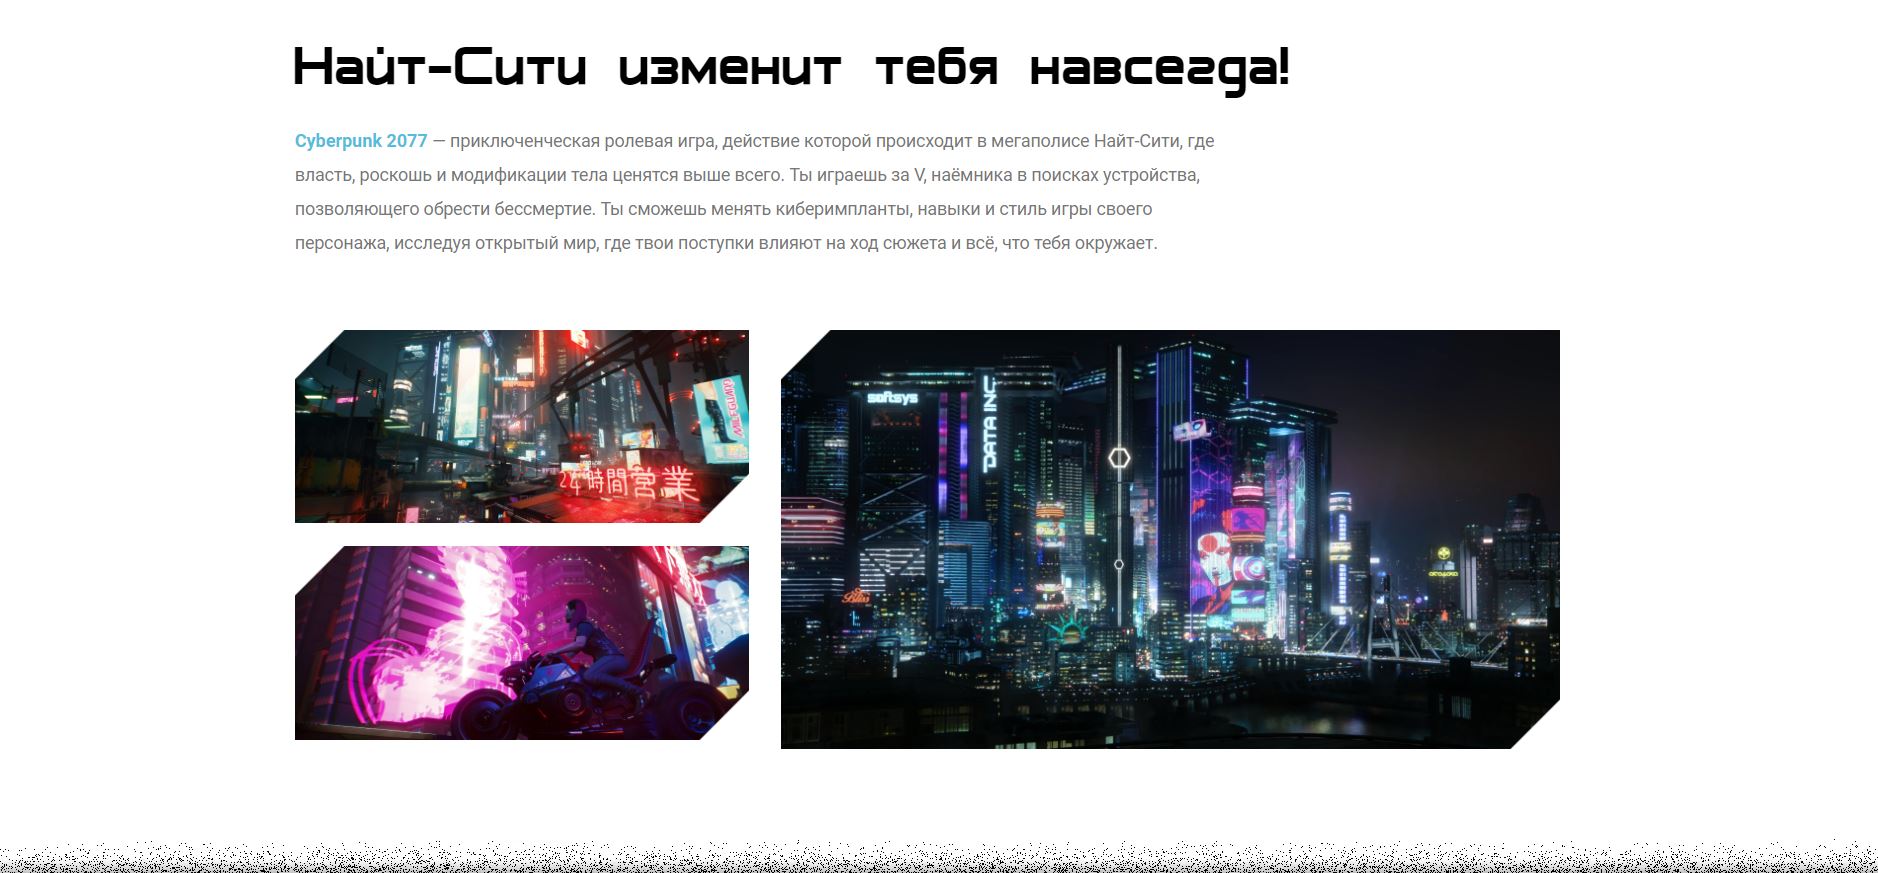 Найт-Сити изменит тебя навсегда!
Cyberpunk 2077 — приключенческая ролевая игра, действие которой происходит в мегаполисе Найт-Сити, где
власть, роскошь и модификации тела ценятся выше всего. Ты играешь за V, наёмника в поисках устройства,
позволяющего обрести бессмертие. Ты сможешь менять киберимпланты, навыки и стиль игры своего
персонажа, исследуя открытый мир, где твои поступки влияют на ход сюжета и всё, что тебя окружает.
MILFGUARD
24時間営業
softsys
DATA INC.